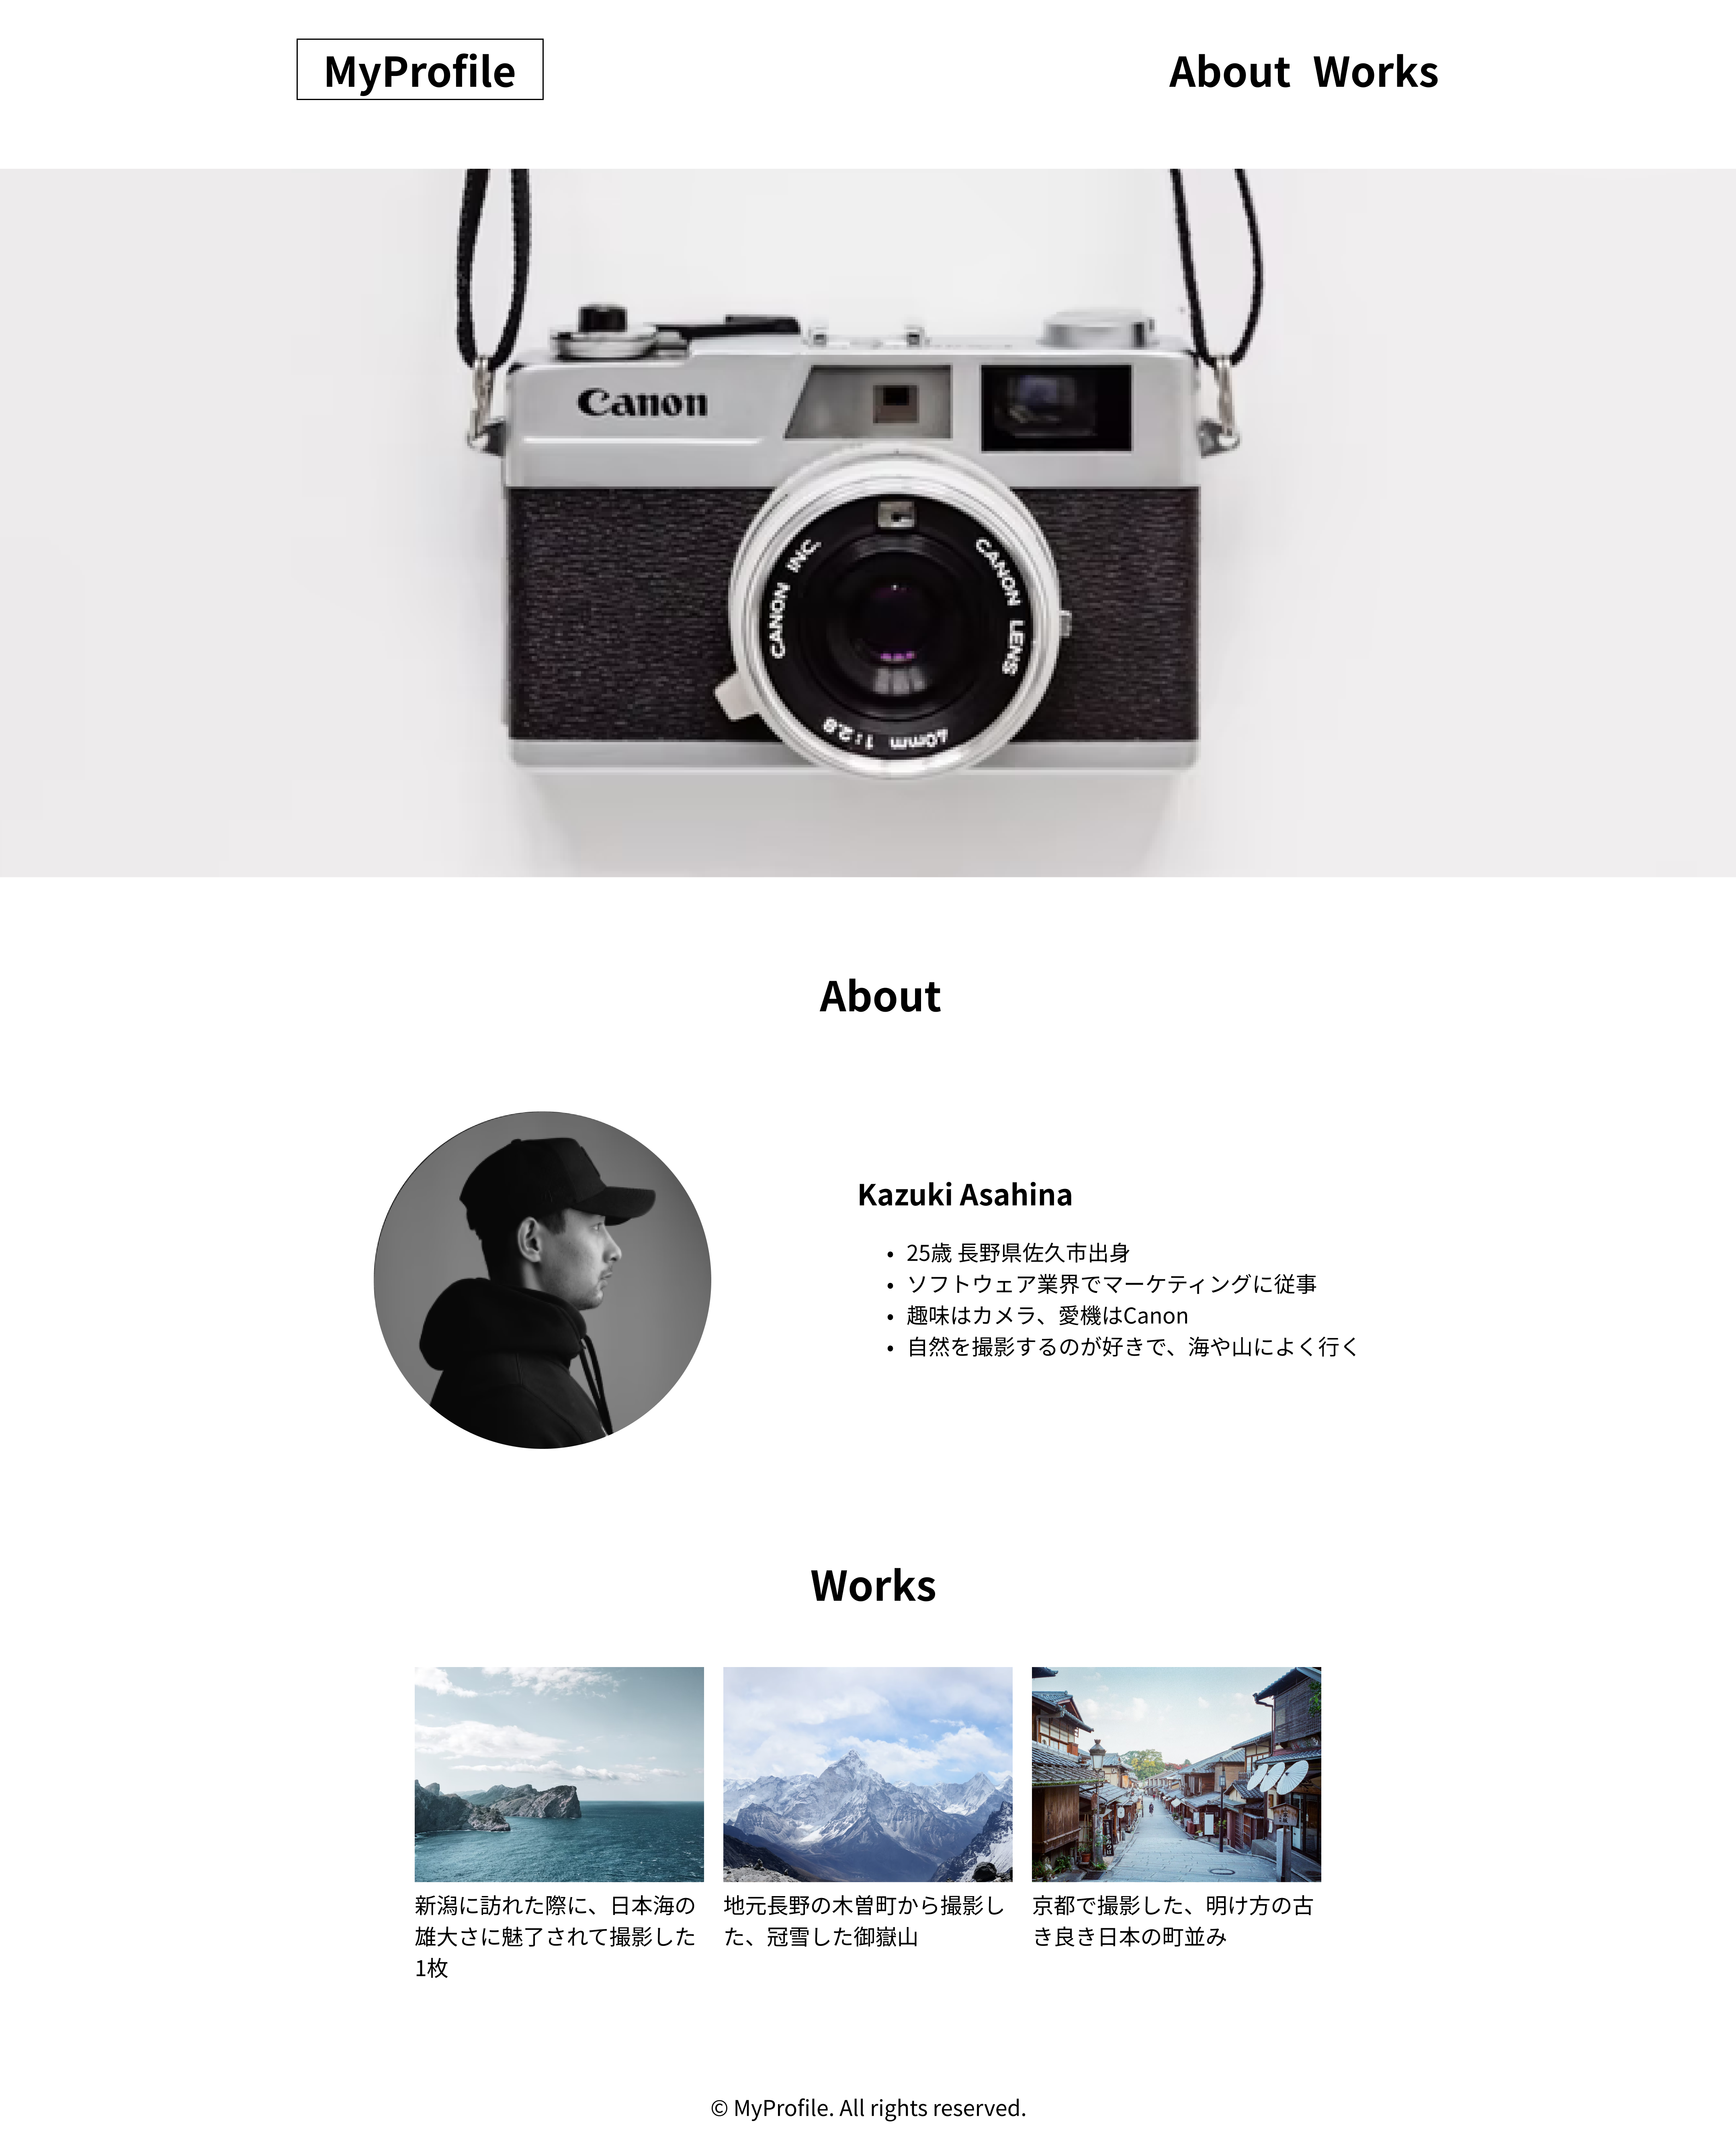 MyProfile
About Works
Canon
CANON INC.
CANON LENS
40mm 1:2.8
About
Kazuki Asahina
• 25歳 長野県佐久市出身
• ソフトウェア業界でマーケティングに従事
• 趣味はカメラ、愛機はCanon
• 自然を撮影するのが好きで、海や山によく行く
Works
新潟に訪れた際に、日本海の
雄大さに魅了されて撮影した
1枚
地元長野の木曽町から撮影し
た、冠雪した御嶽山
京都で撮影した、明け方の古
き良き日本の町並み
© MyProfile. All rights reserved.